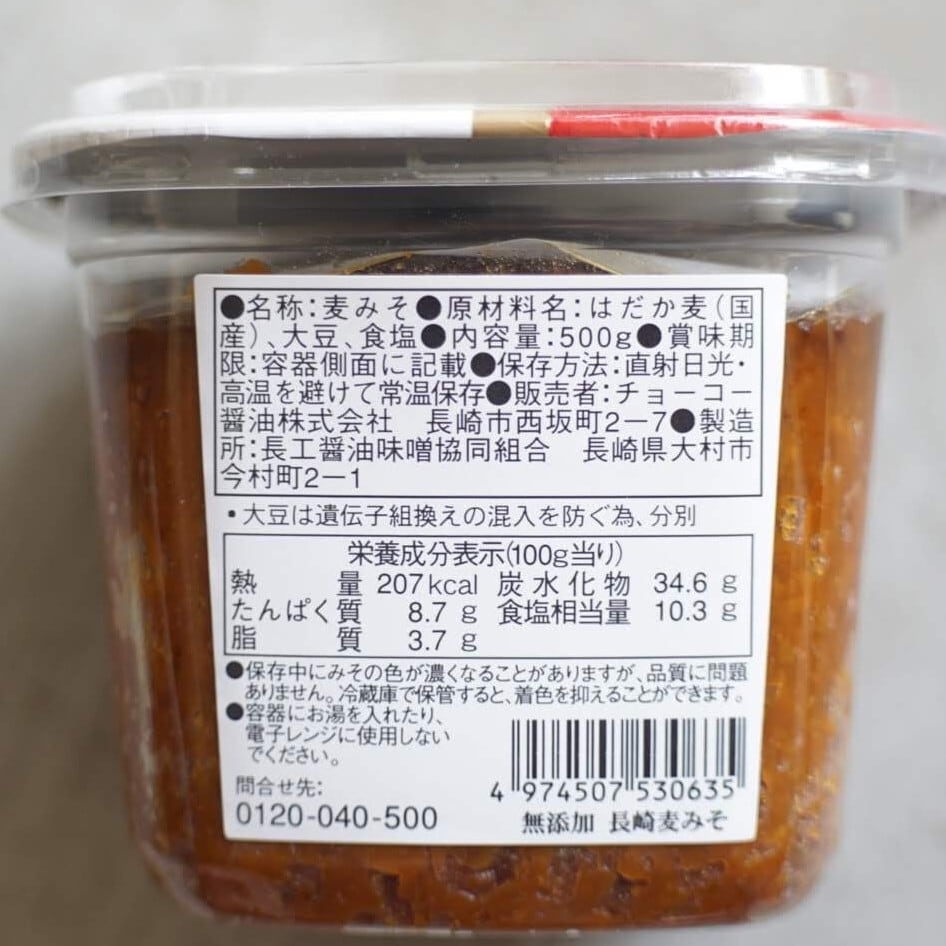 ●名称:麦みそ●原材料名:はだか麦(国
産)、大豆、食塩●内容量:500g●賞味期
限:容器側面に記載●保存方法:直射日光・
高温を避けて常温保存●販売者:チョーコー
醤油株式会社 長崎市西坂町2-7●製造
所:長工醤油味噌協同組合 長崎県大村市
今村町2-1
・大豆は遺伝子組換えの混入を防ぐ為、分別
栄養成分表示(100g当り)
熱量 207kcal 炭水化物 34.6g
たんぱく質 8.7g 食塩相当量 10.3g
脂質 3.7g
●保存中にみその色が濃くなることがありますが、品質に問題
ありません。冷蔵庫で保管すると、着色を抑えることができます。
●容器にお湯を入れたり、
電子レンジに使用しない
でください。
問合せ先:
0120-040-500
4 974507 530635
無添加 長崎麦みそ